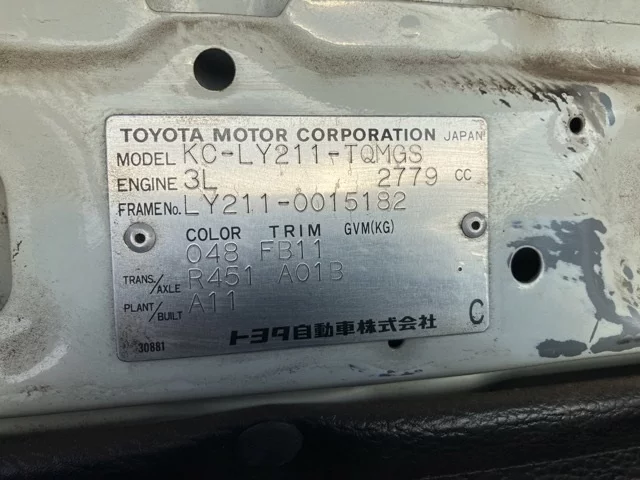 TOYOTA MOTOR CORPORATION JAPAN
MODEL KC-LY211-TQMGS
ENGINE 3L 2779 CC
FRAME No. LY211-0015182
COLOR TRIM GVM(KG)
048 FB11
TRANS./AXLE R451 A01B
PLANT/BUILT A11
トヨタ自動車株式会社 C
30881